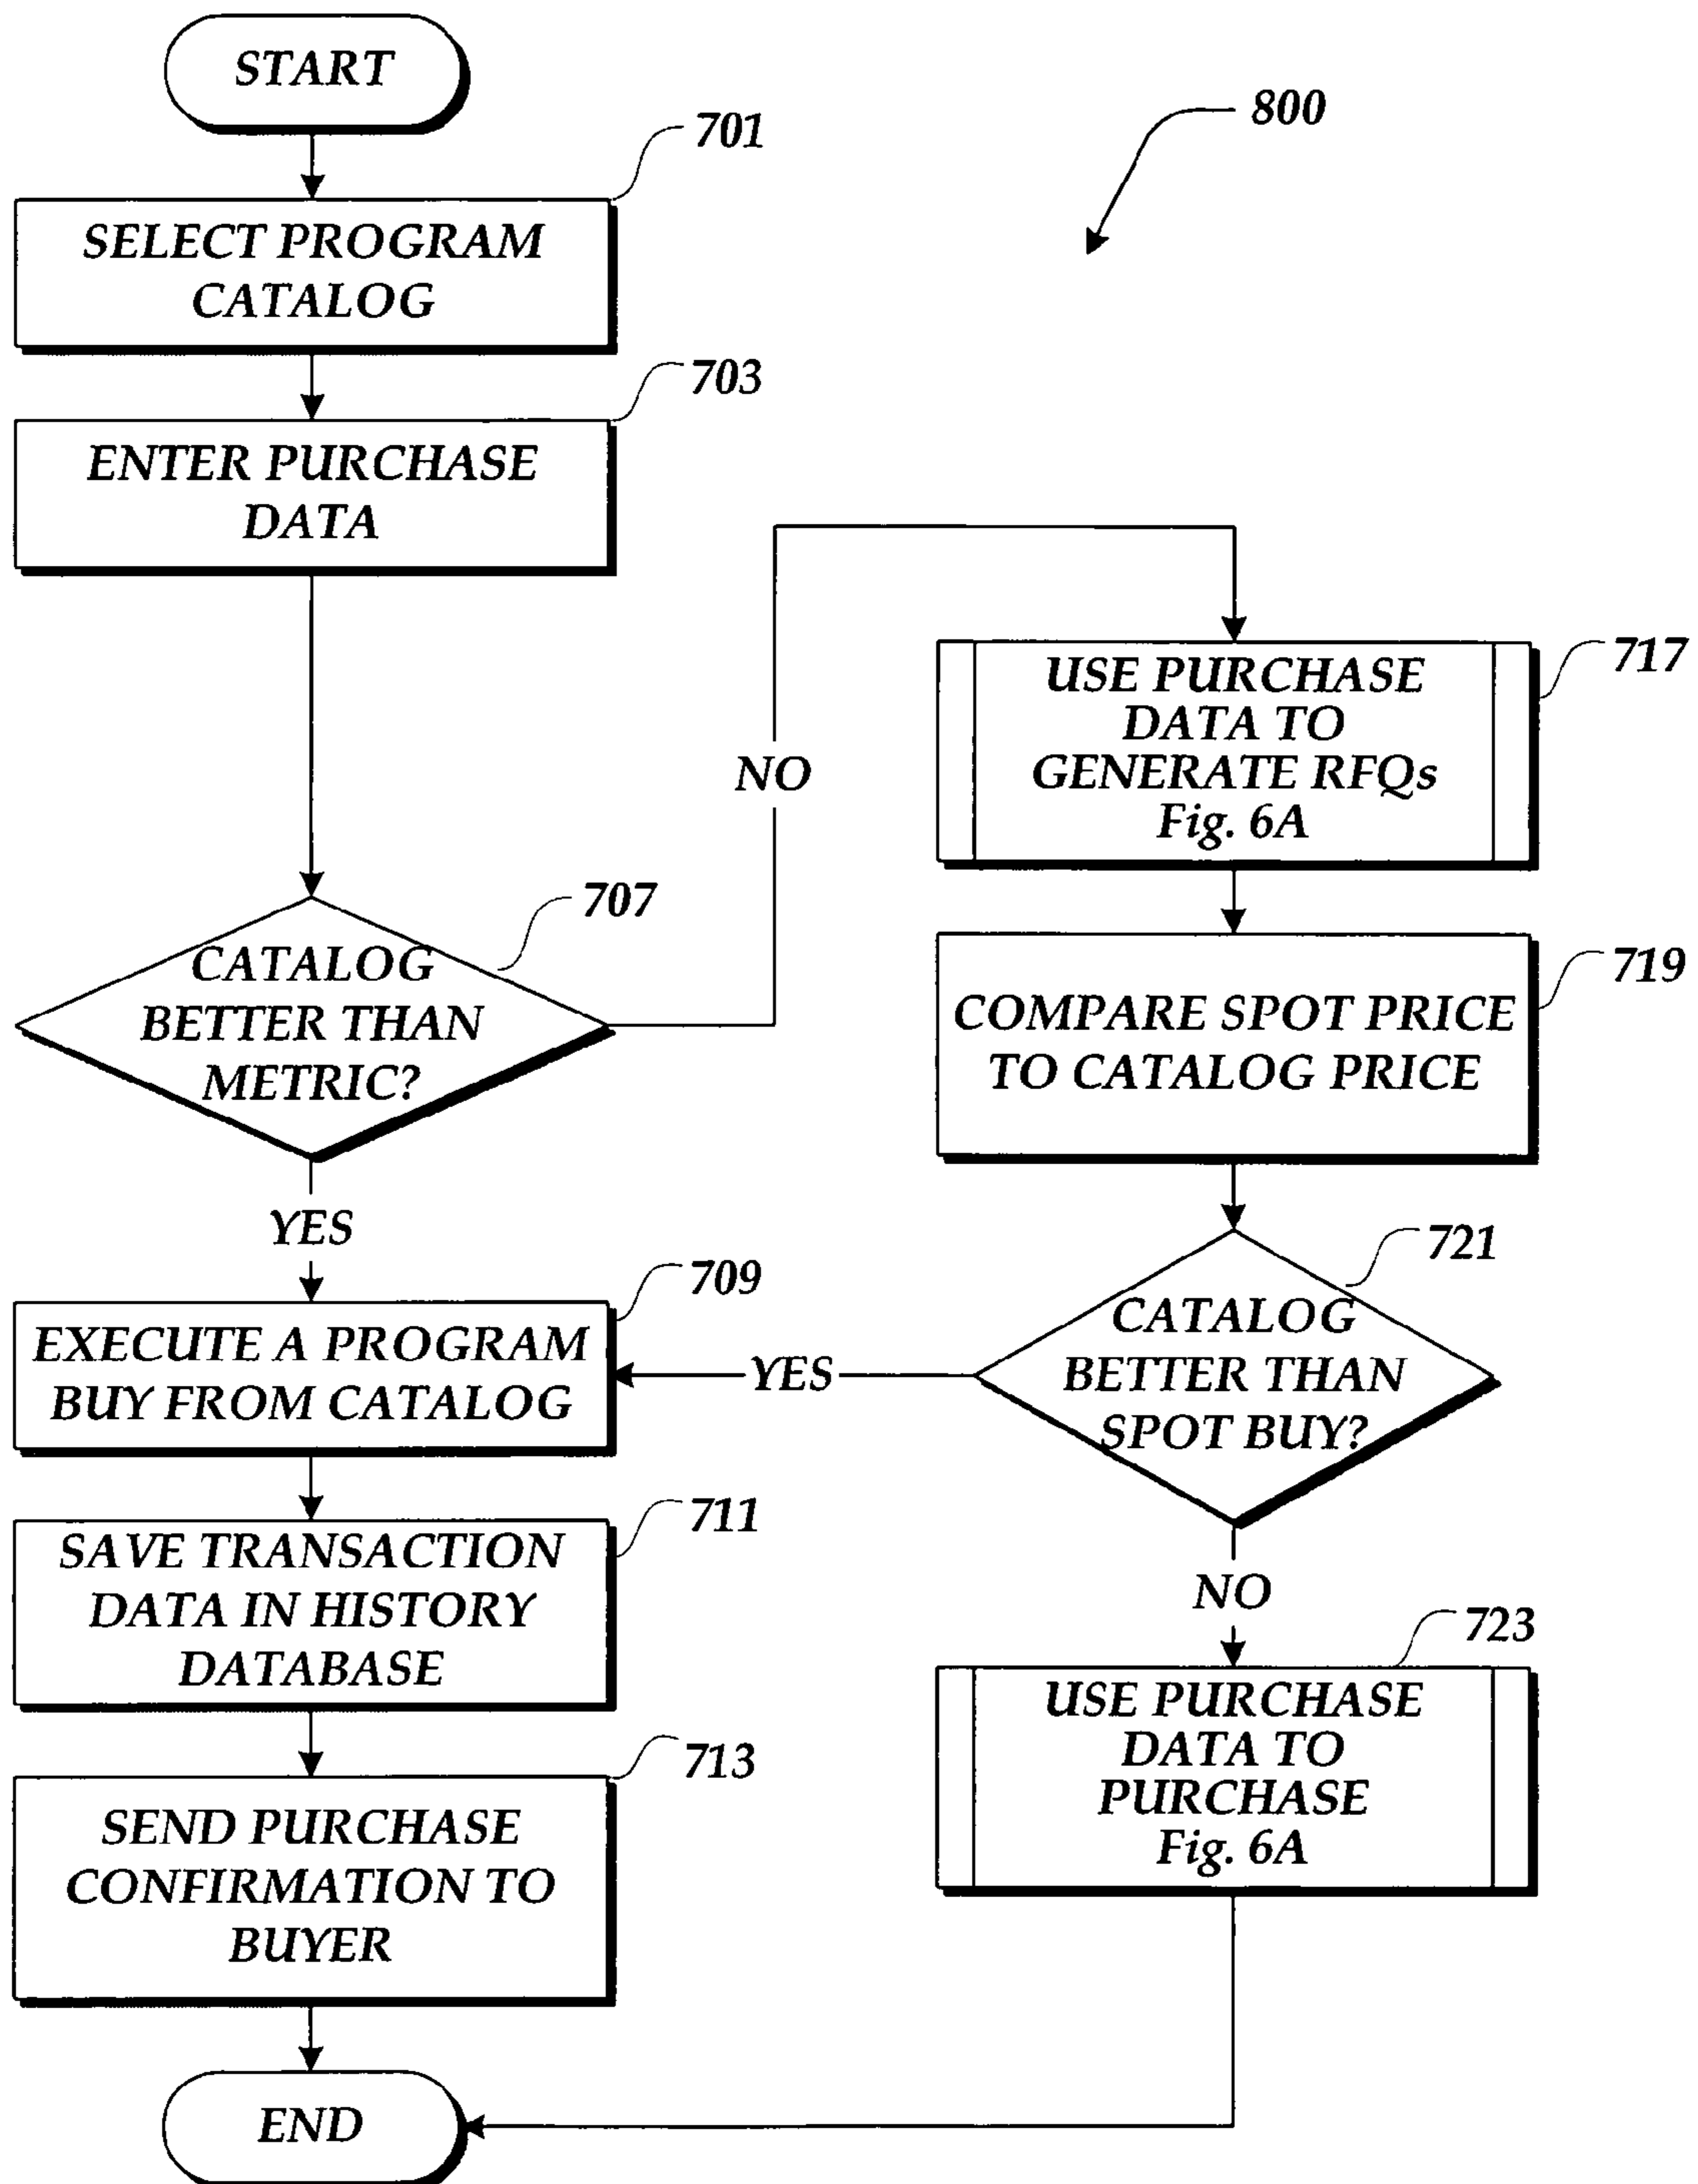 START
800
701
SELECT PROGRAM
CATALOG
703
ENTER PURCHASE
DATA
707
CATALOG
BETTER THAN
METRIC?
NO
717
USE PURCHASE
DATA TO
GENERATE RFQs
Fig. 6A
719
COMPARE SPOT PRICE
TO CATALOG PRICE
721
CATALOG
BETTER THAN
SPOT BUY?
YES
YES
709
EXECUTE A PROGRAM
BUY FROM CATALOG
711
SAVE TRANSACTION
DATA IN HISTORY
DATABASE
713
SEND PURCHASE
CONFIRMATION TO
BUYER
NO
723
USE PURCHASE
DATA TO
PURCHASE
Fig. 6A
END